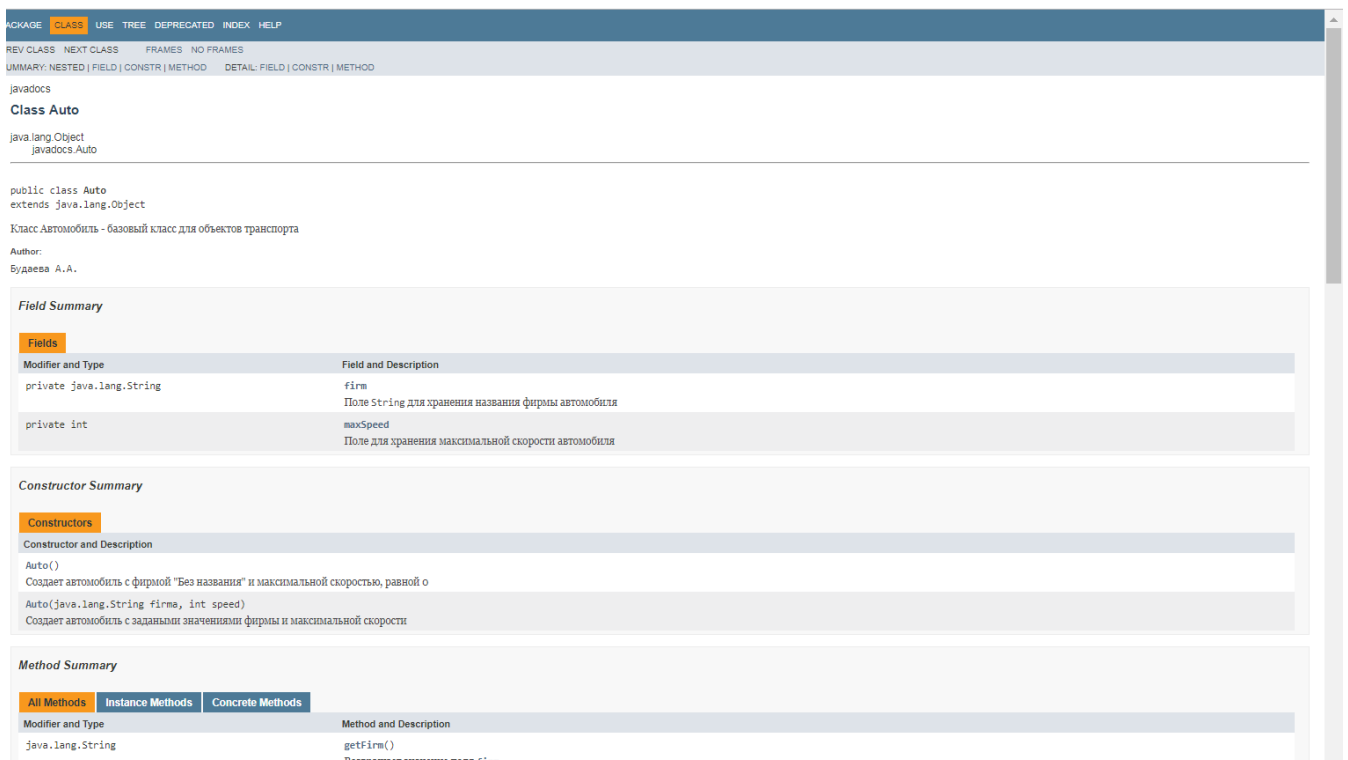 ACKAGE CLASS USE TREE DEPRECATED INDEX HELP
REV CLASS NEXT CLASS FRAMES NO FRAMES
UMMARY: NESTED | FIELD | CONSTR | METHOD DETAIL: FIELD | CONSTR | METHOD
javadocs
Class Auto
java.lang.Object
javadocs.Auto
public class Auto
extends java.lang.Object
Класс Автомобиль - базовый класс для объектов транспорта
Author:
Будаева А.А.
Field Summary
Fields
Modifier and Type Field and Description
private java.lang.String firm
Поле String для хранения названия фирмы автомобиля
private int maxSpeed
Поле для хранения максимальной скорости автомобиля
Constructor Summary
Constructors
Constructor and Description
Auto()
Создает автомобиль с фирмой "Без названия" и максимальной скоростью, равной 0
Auto(java.lang.String firma, int speed)
Создает автомобиль с задаными значениями фирмы и максимальной скорости
Method Summary
All Methods Instance Methods Concrete Methods
Modifier and Type Method and Description
java.lang.String getFirm()